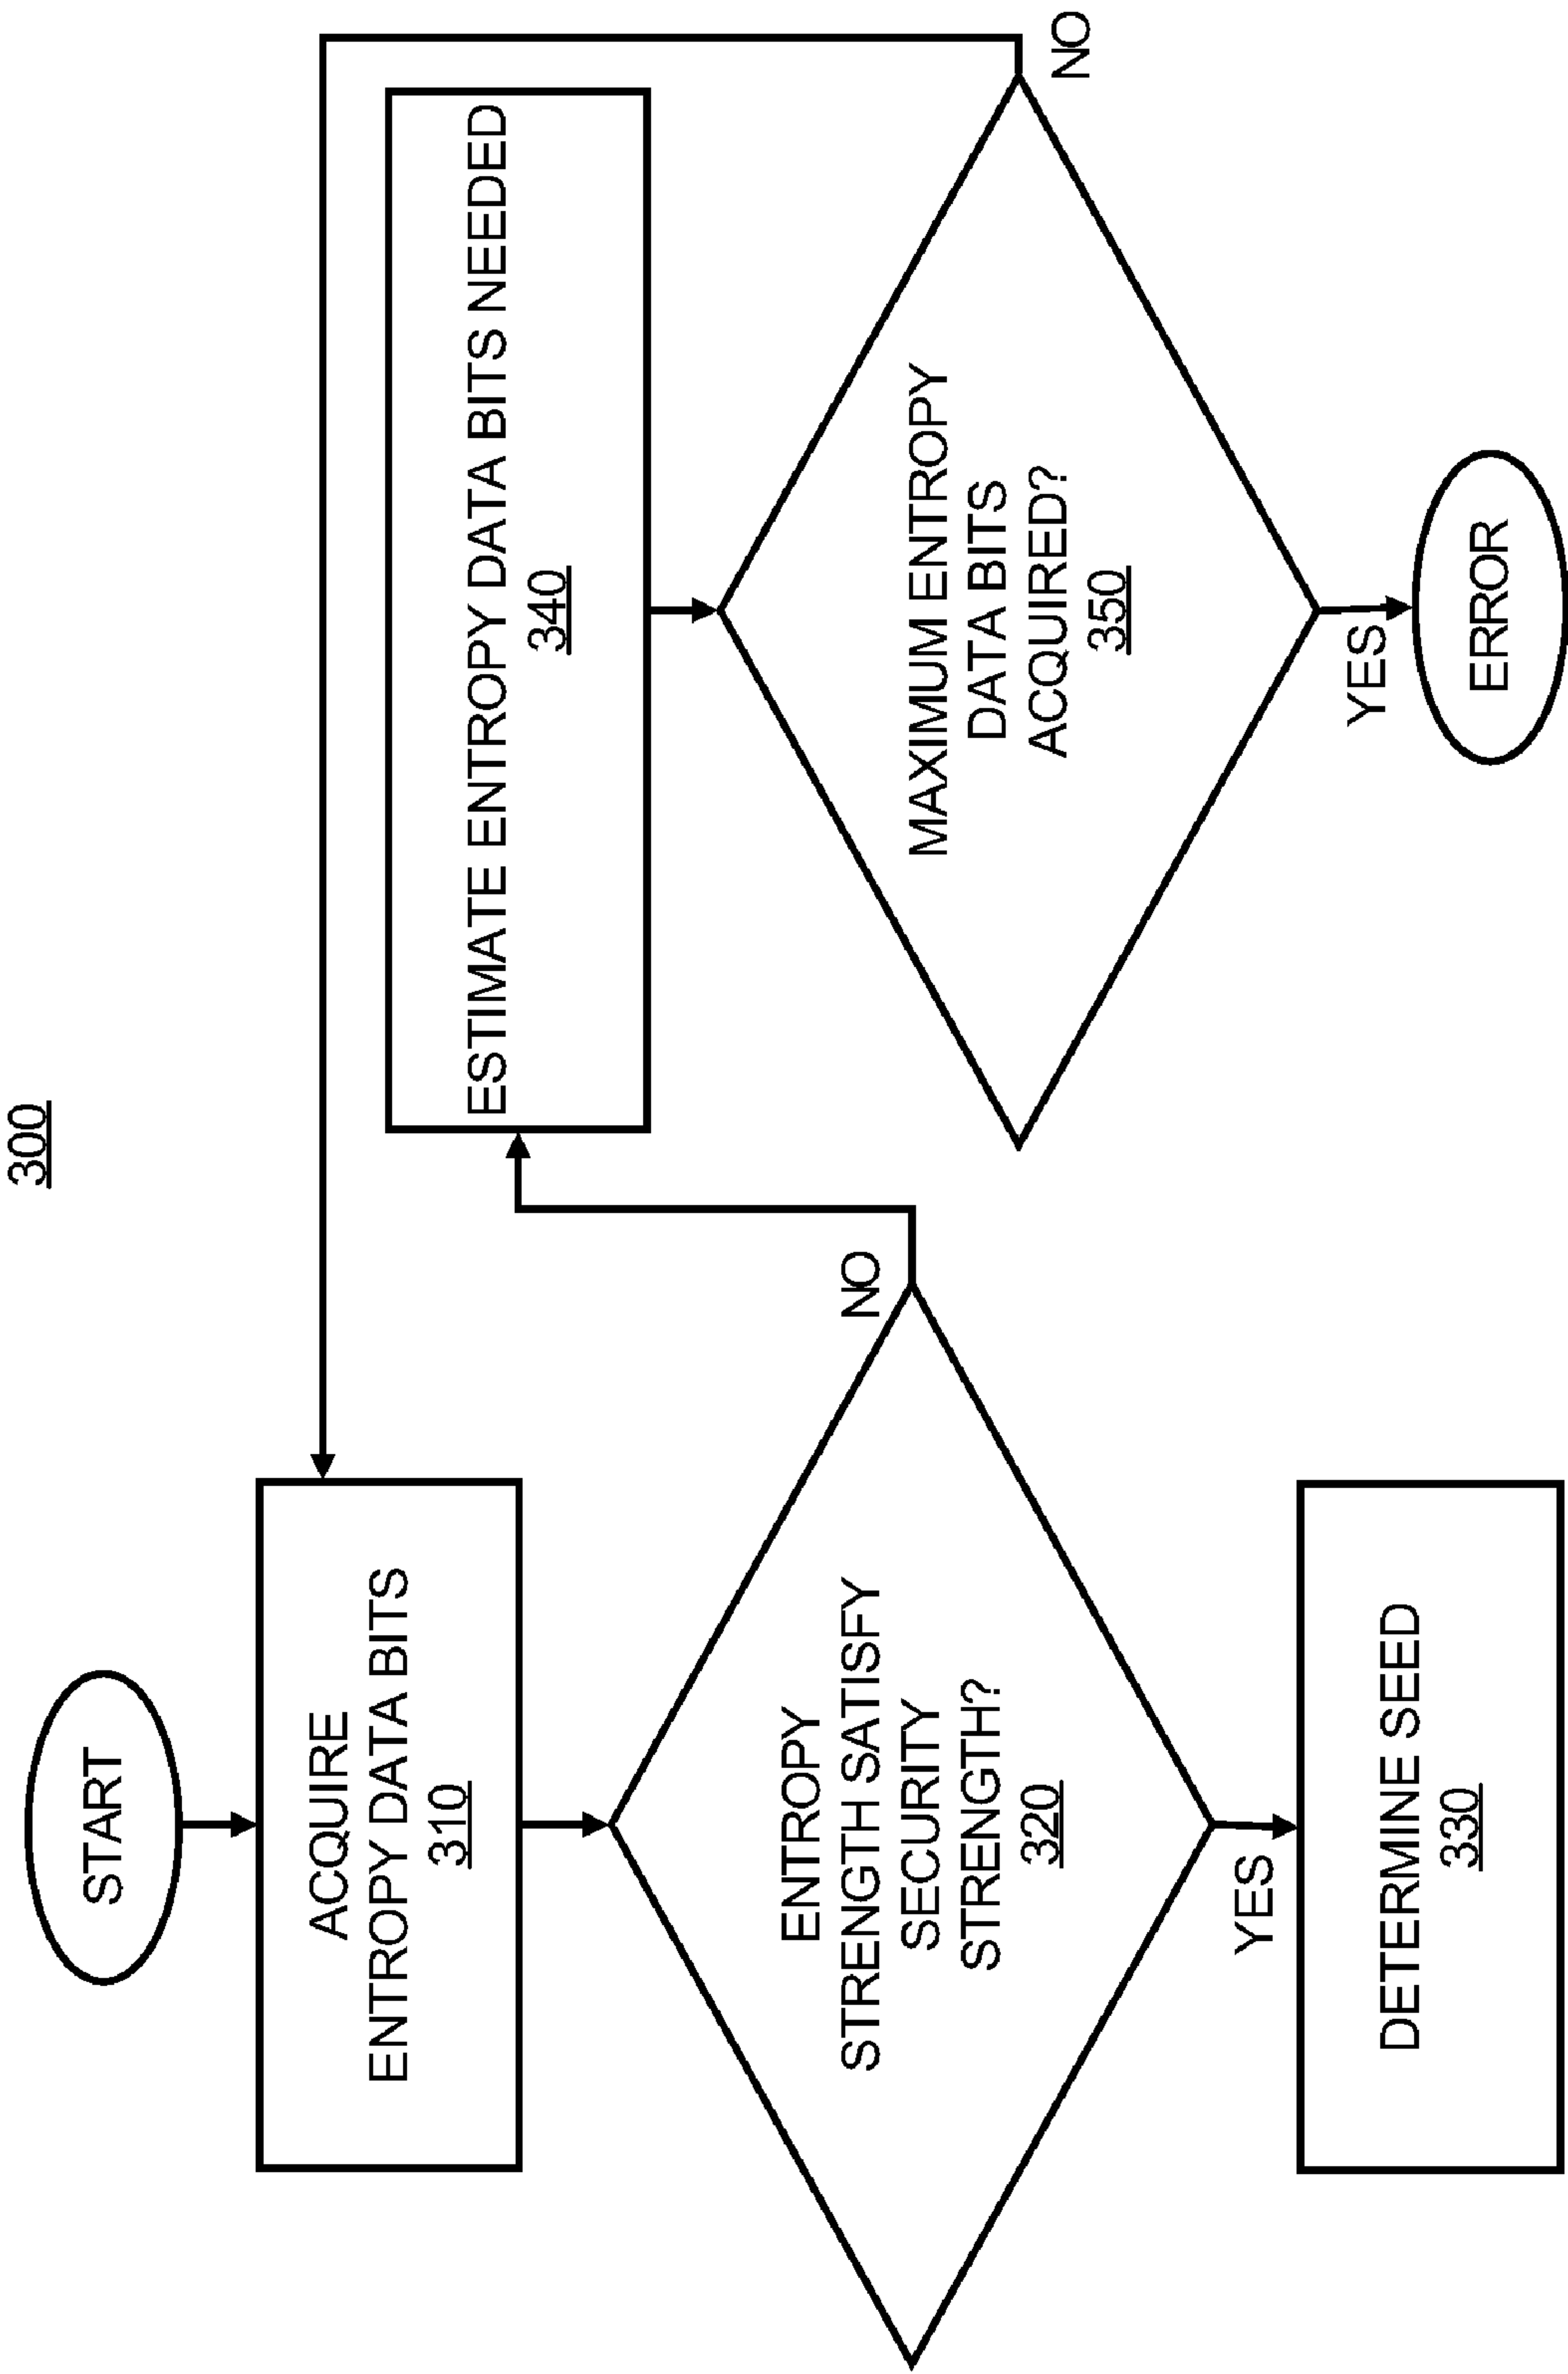 300
START
ACQUIRE
ENTROPY DATA BITS
310
ENTROPY
STRENGTH SATISFY
SECURITY
STRENGTH?
320
NO
YES
DETERMINE SEED
330
ESTIMATE ENTROPY DATA BITS NEEDED
340
MAXIMUM ENTROPY
DATA BITS
ACQUIRED?
350
NO
YES
ERROR